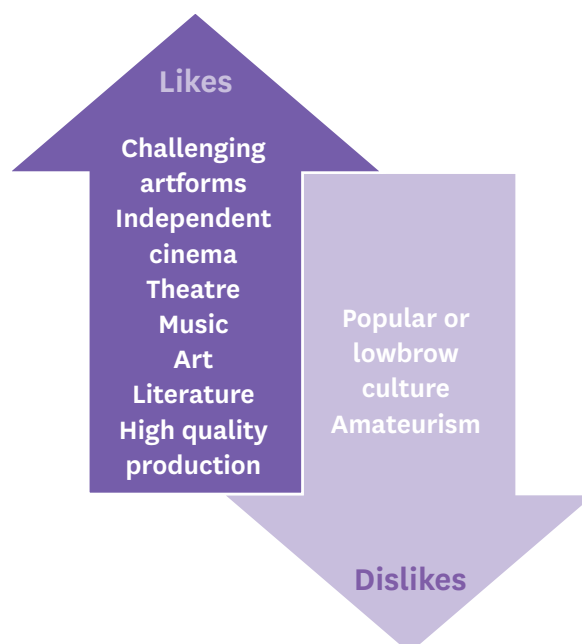 Likes
Challenging
artforms
Independent
cinema
Theatre
Music
Art
Literature
High quality
production
Popular or
lowbrow
culture
Amateurism
Dislikes